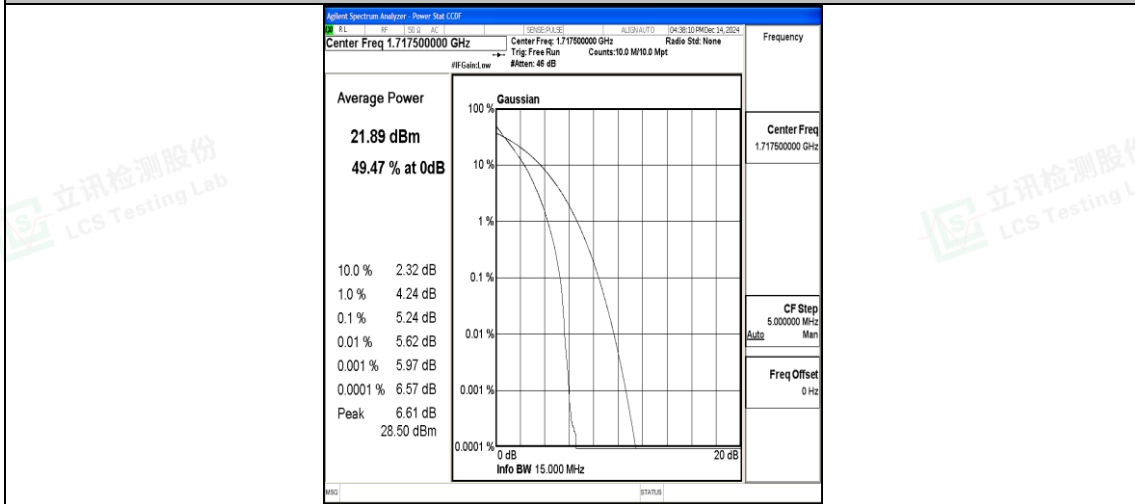 Agilent Spectrum Analyzer - Power Stat CCDF
RL RF 50 Ω AC SENSE:PULSE ALIGNAUTO 04:38:10 PM Dec 14, 2024
Center Freq 1.717500000 GHz
Center Freq: 1.717500000 GHz Radio Std: None
Trig: Free Run Counts:10.0 M/10.0 Mpt
#IFGain:Low #Atten: 46 dB
Frequency
Average Power
21.89 dBm
49.47 % at 0dB
10.0 % 2.32 dB
1.0 % 4.24 dB
0.1 % 5.24 dB
0.01 % 5.62 dB
0.001 % 5.97 dB
0.0001 % 6.57 dB
Peak 6.61 dB
28.50 dBm
Gaussian
100 %
10 %
1 %
0.1 %
0.01 %
0.001 %
0.0001 %
0 dB 20 dB
Info BW 15.000 MHz
Center Freq
1.717500000 GHz
CF Step
5.000000 MHz
Auto Man
Freq Offset
0 Hz
MSG STATUS
立讯检测股份
LCS Testing Lab
立讯检测股份
LCS Testing L